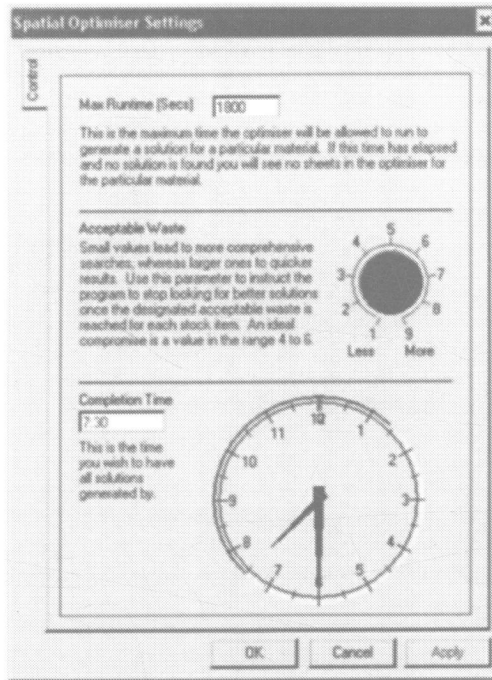 Spatial Optimiser Settings
Control
Max Runtime (Secs) 1800
This is the maximum time the optimiser will be allowed to run to
generate a solution for a particular material. If this time has elapsed
and no solution is found you will see no sheets in the optimiser for
the particular material.
Acceptable Waste
Small values lead to more comprehensive
searches, whereas larger ones to quicker
results. Use this parameter to instruct the
program to stop looking for better solutions
once the designated acceptable waste is
reached for each stock item. An ideal
compromise is a value in the range 4 to 6.
1 2 3 4 5 6 7 8 9
Less More
Completion Time
7:30
This is the time
you wish to have
all solutions
generated by.
12 1 2 3 4 5 6 7 8 9 10 11
OK Cancel Apply